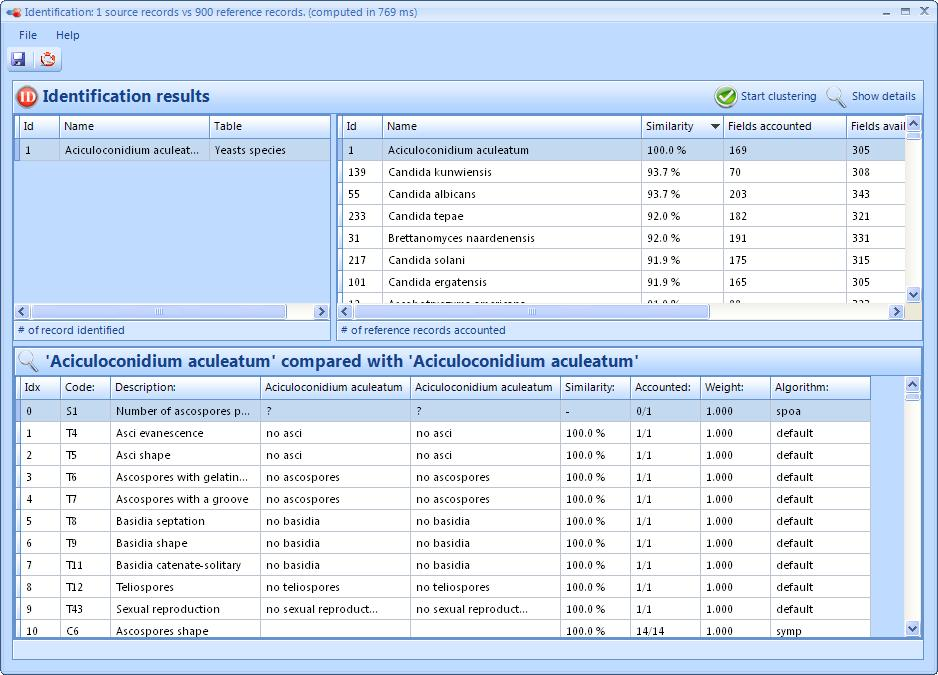 Identification: 1 source records vs 900 reference records. (computed in 769 ms)
File Help
Identification results Start clustering Show details
Id Name Table
1 Aciculoconidium aculeat... Yeasts species
# of record identified
Id Name Similarity Fields accounted Fields avail
1 Aciculoconidium aculeatum 100.0 % 169 305
139 Candida kunwiensis 93.7 % 70 308
55 Candida albicans 93.7 % 203 343
233 Candida tepae 92.0 % 182 321
31 Brettanomyces naardenensis 92.0 % 191 331
217 Candida solani 91.9 % 175 315
101 Candida ergatensis 91.9 % 165 305
# of reference records accounted
'Aciculoconidium aculeatum' compared with 'Aciculoconidium aculeatum'
Idx Code: Description: Aciculoconidium aculeatum Aciculoconidium aculeatum Similarity: Accounted: Weight: Algorithm:
0 S1 Number of ascospores p... ? ? - 0/1 1.000 spoa
1 T4 Asci evanescence no asci no asci 100.0 % 1/1 1.000 default
2 T5 Asci shape no asci no asci 100.0 % 1/1 1.000 default
3 T6 Ascospores with gelatin... no ascospores no ascospores 100.0 % 1/1 1.000 default
4 T7 Ascospores with a groove no ascospores no ascospores 100.0 % 1/1 1.000 default
5 T8 Basidia septation no basidia no basidia 100.0 % 1/1 1.000 default
6 T9 Basidia shape no basidia no basidia 100.0 % 1/1 1.000 default
7 T11 Basidia catenate-solitary no basidia no basidia 100.0 % 1/1 1.000 default
8 T12 Teliospores no teliospores no teliospores 100.0 % 1/1 1.000 default
9 T43 Sexual reproduction no sexual reproduct... no sexual reproduct... 100.0 % 1/1 1.000 default
10 C6 Ascospores shape 100.0 % 14/14 1.000 symp